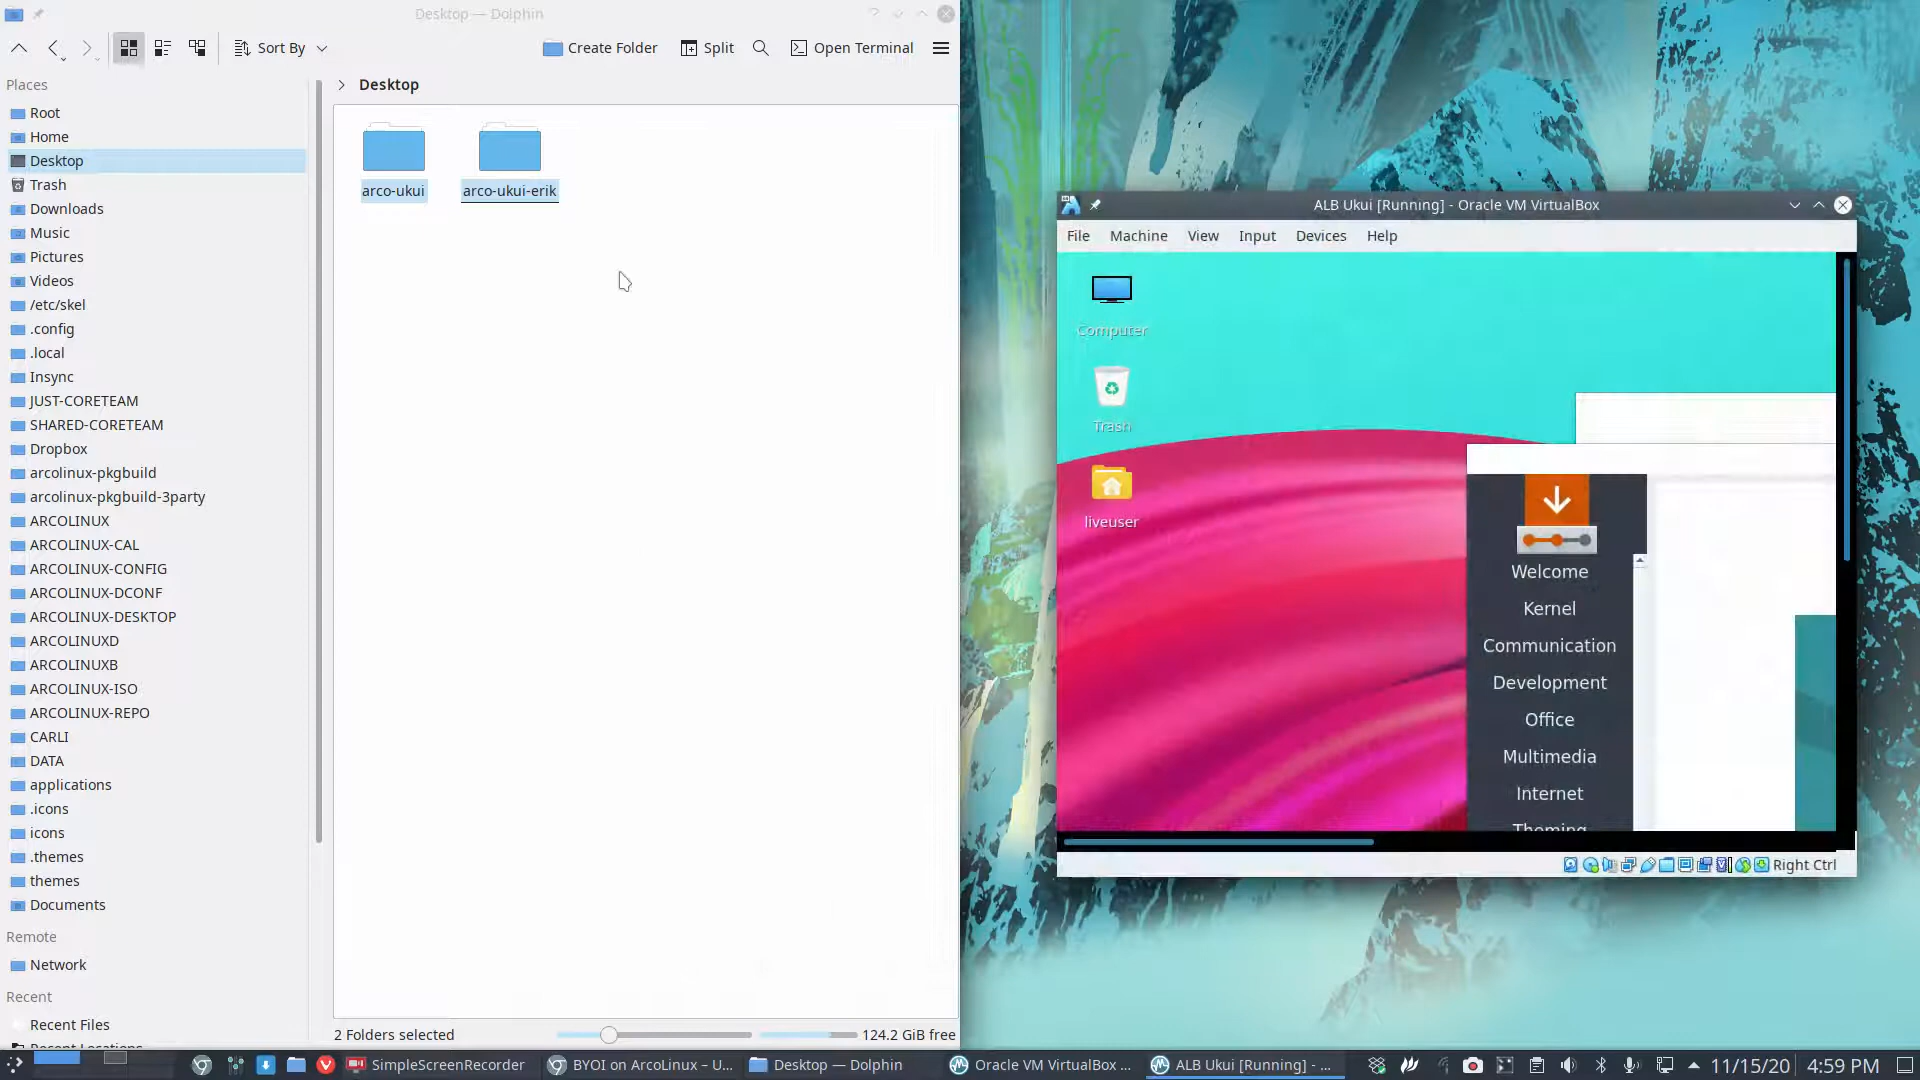 Desktop — Dolphin
Sort By
Create Folder
Split
Open Terminal
Places
Root
Home
Desktop
Trash
Downloads
Music
Pictures
Videos
/etc/skel
.config
.local
Insync
JUST-CORETEAM
SHARED-CORETEAM
Dropbox
arcolinux-pkgbuild
arcolinux-pkgbuild-3party
ARCOLINUX
ARCOLINUX-CAL
ARCOLINUX-CONFIG
ARCOLINUX-DCONF
ARCOLINUX-DESKTOP
ARCOLINUXD
ARCOLINUXB
ARCOLINUX-ISO
ARCOLINUX-REPO
CARLI
DATA
applications
.icons
icons
.themes
themes
Documents
Remote
Network
Recent
Recent Files
Recent Locations
Desktop
arco-ukui
arco-ukui-erik
2 Folders selected
124.2 GiB free
ALB Ukui [Running] - Oracle VM VirtualBox
File Machine View Input Devices Help
Computer
Trash
liveuser
Welcome
Kernel
Communication
Development
Office
Multimedia
Internet
Theming
Right Ctrl
SimpleScreenRecorder
BYOI on ArcoLinux – U...
Desktop — Dolphin
Oracle VM VirtualBox ...
ALB Ukui [Running] - ...
11/15/20
4:59 PM